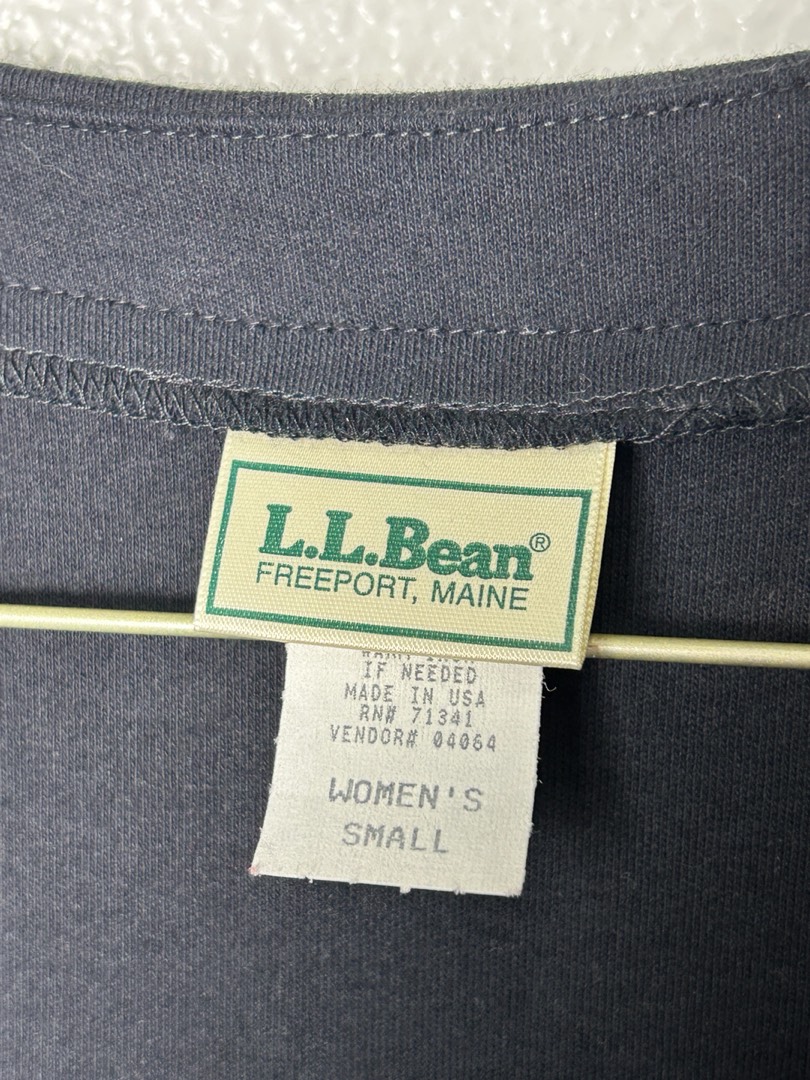 L.L.Bean®
FREEPORT, MAINE
IF NEEDED
MADE IN USA
RN# 71341
VENDOR# 04064
WOMEN'S
SMALL